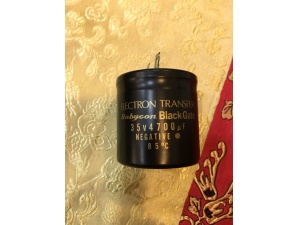 ELECTRON TRANSFER
Rubycon Black Gate
35v4700µf
NEGATIVE ⊖
85°C